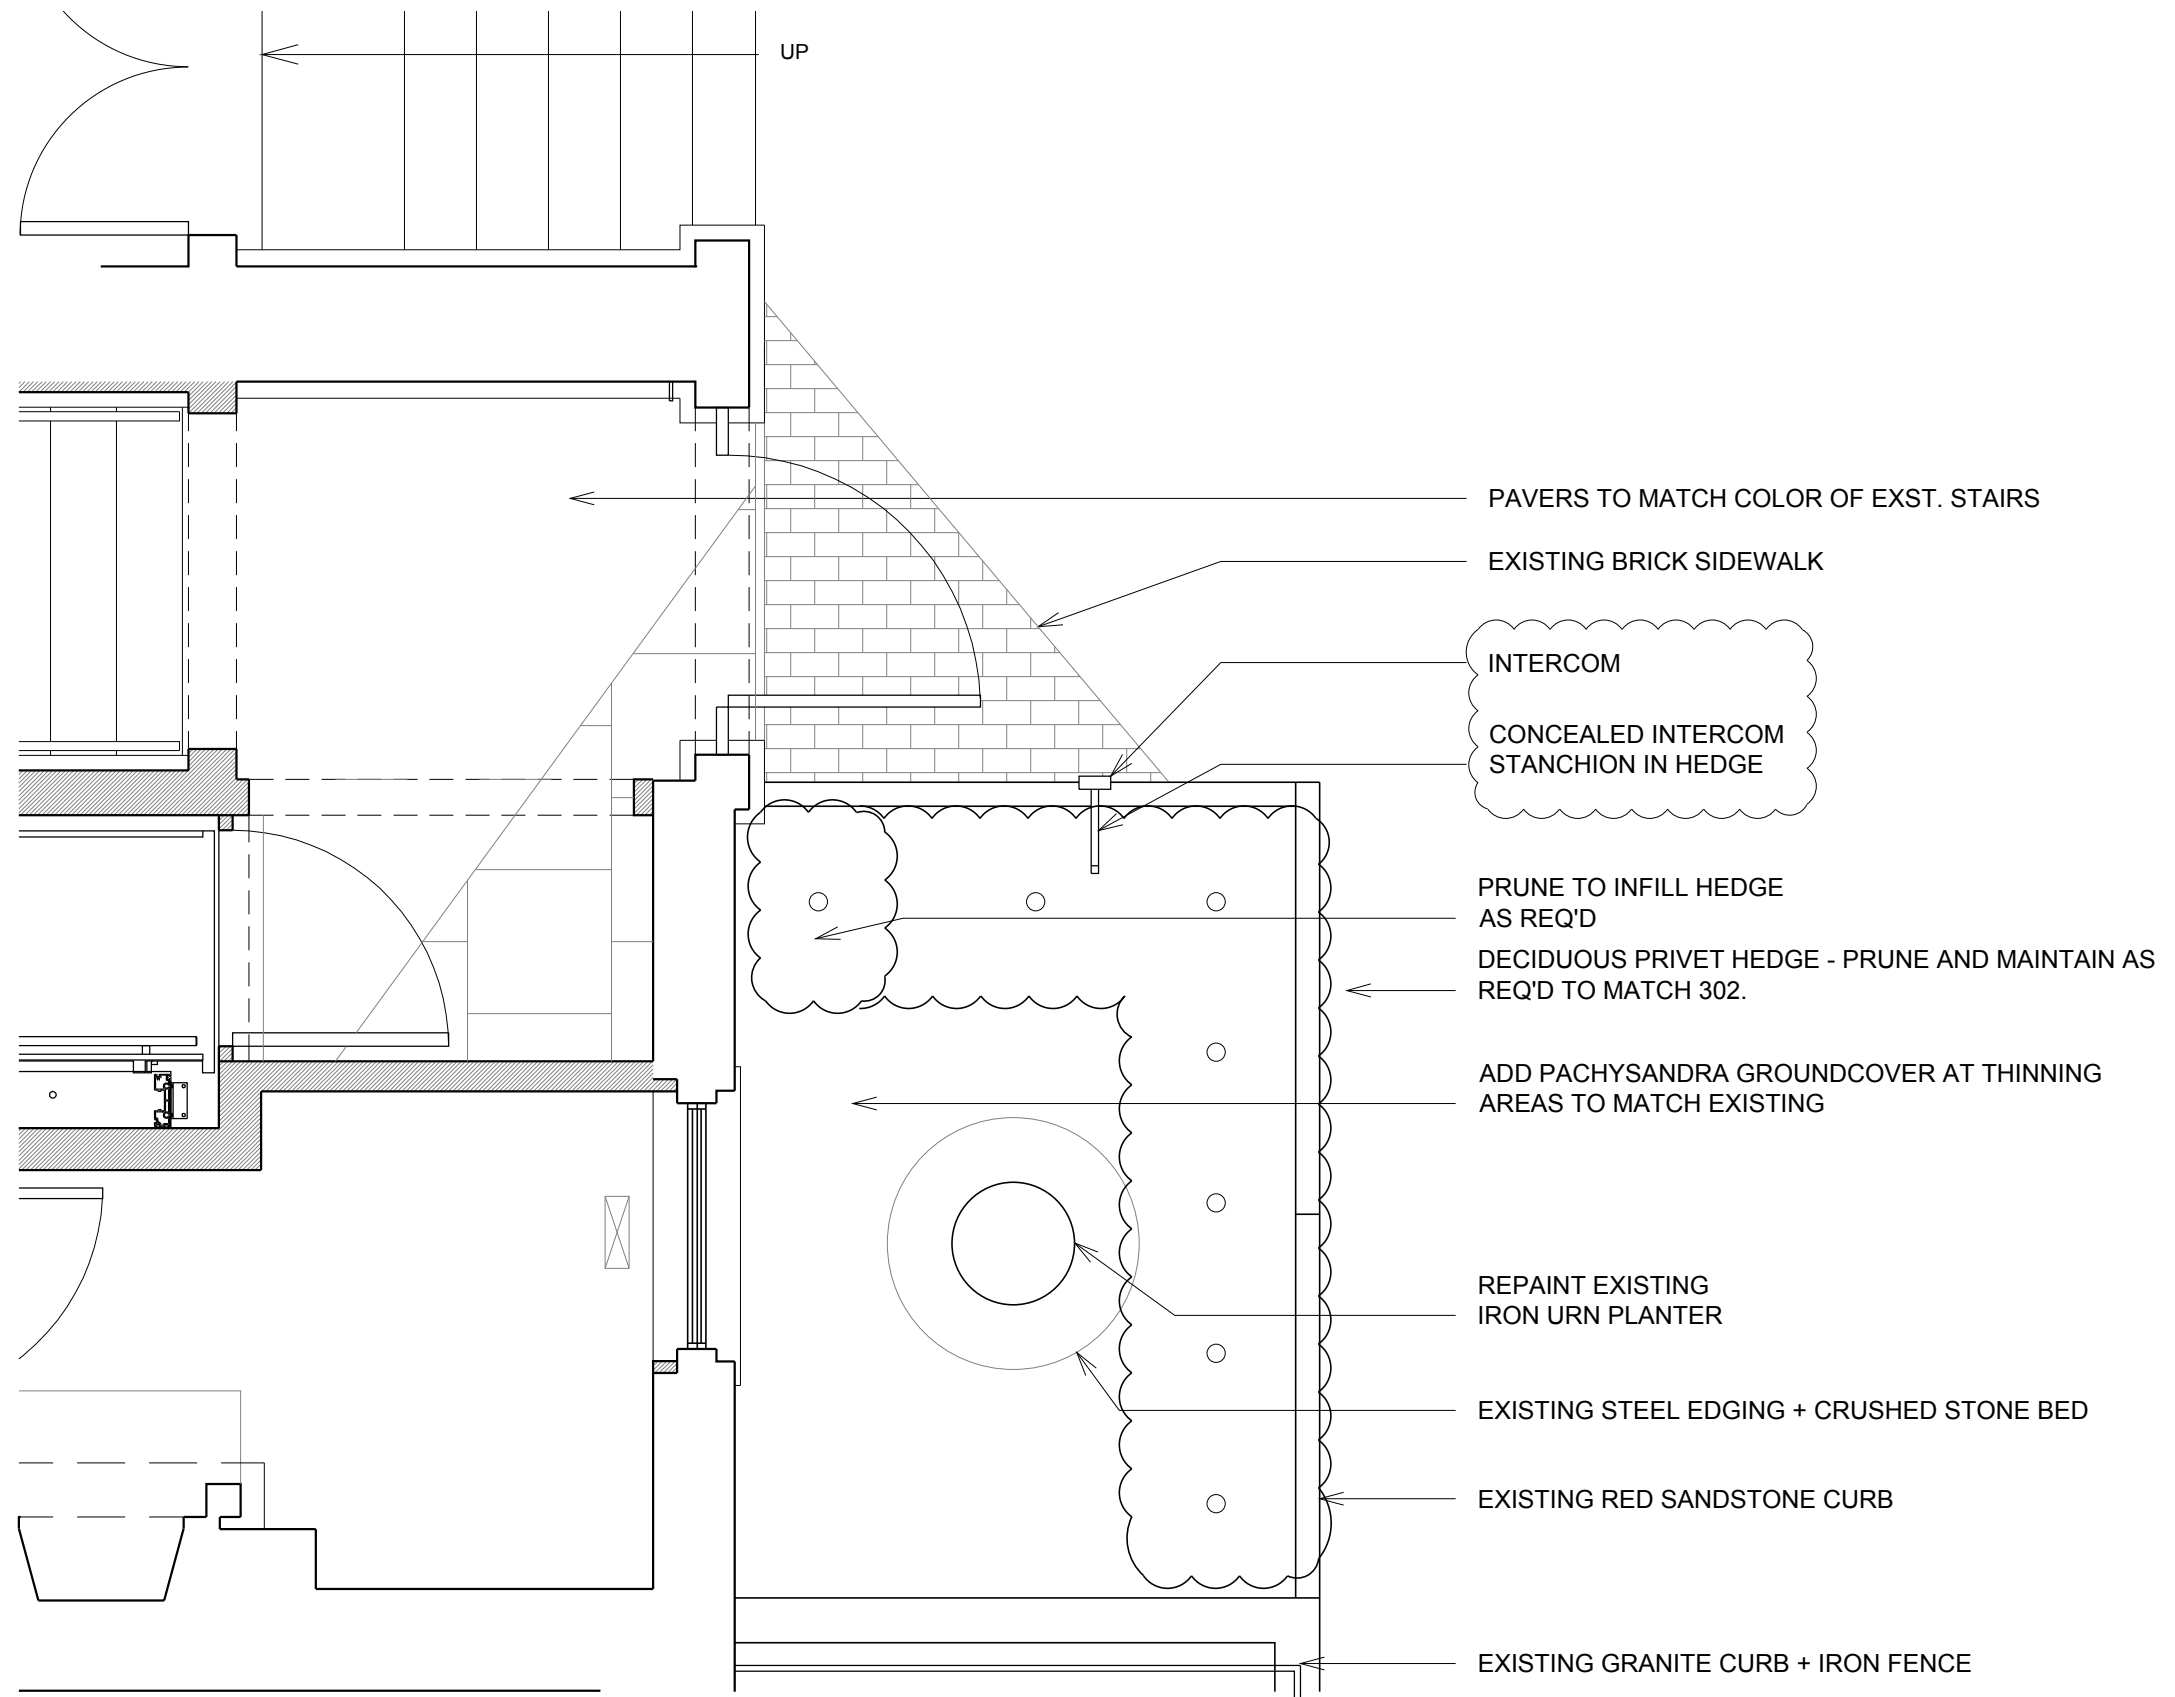 UP
PAVERS TO MATCH COLOR OF EXST. STAIRS
EXISTING BRICK SIDEWALK
INTERCOM
CONCEALED INTERCOM
STANCHION IN HEDGE
PRUNE TO INFILL HEDGE
AS REQ'D
DECIDUOUS PRIVET HEDGE - PRUNE AND MAINTAIN AS
REQ'D TO MATCH 302.
ADD PACHYSANDRA GROUNDCOVER AT THINNING
AREAS TO MATCH EXISTING
REPAINT EXISTING
IRON URN PLANTER
EXISTING STEEL EDGING + CRUSHED STONE BED
EXISTING RED SANDSTONE CURB
EXISTING GRANITE CURB + IRON FENCE